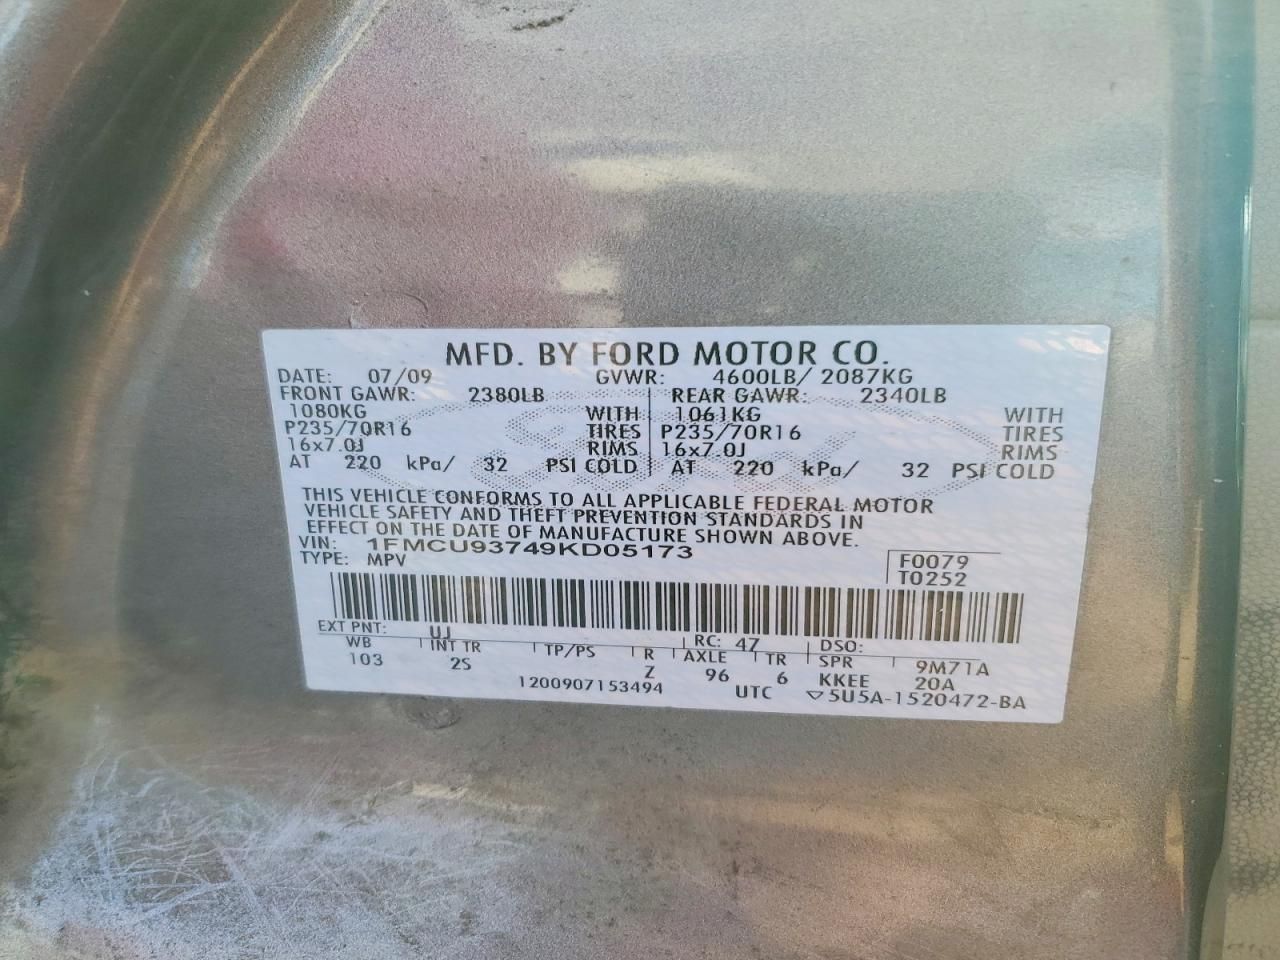 MFD. BY FORD MOTOR CO.
DATE: 07/09 GVWR: 4600LB/ 2087KG
FRONT GAWR: 2380LB REAR GAWR: 2340LB
1080KG WITH 1061KG WITH
P235/70R16 TIRES P235/70R16 TIRES
16x7.0J RIMS 16x7.0J RIMS
AT 220 kPa/ 32 PSI COLD AT 220 kPa/ 32 PSI COLD
THIS VEHICLE CONFORMS TO ALL APPLICABLE FEDERAL MOTOR
VEHICLE SAFETY AND THEFT PREVENTION STANDARDS IN
EFFECT ON THE DATE OF MANUFACTURE SHOWN ABOVE.
VIN: 1FMCU93749KD05173
TYPE: MPV
F0079
T0252
EXT PNT: UJ RC: 47 DSO:
WB INT TR TP/PS R AXLE TR SPR 9M71A
103 2S Z 96 6 KKEE 20A
1200907153494 UTC ▽5U5A-1520472-BA